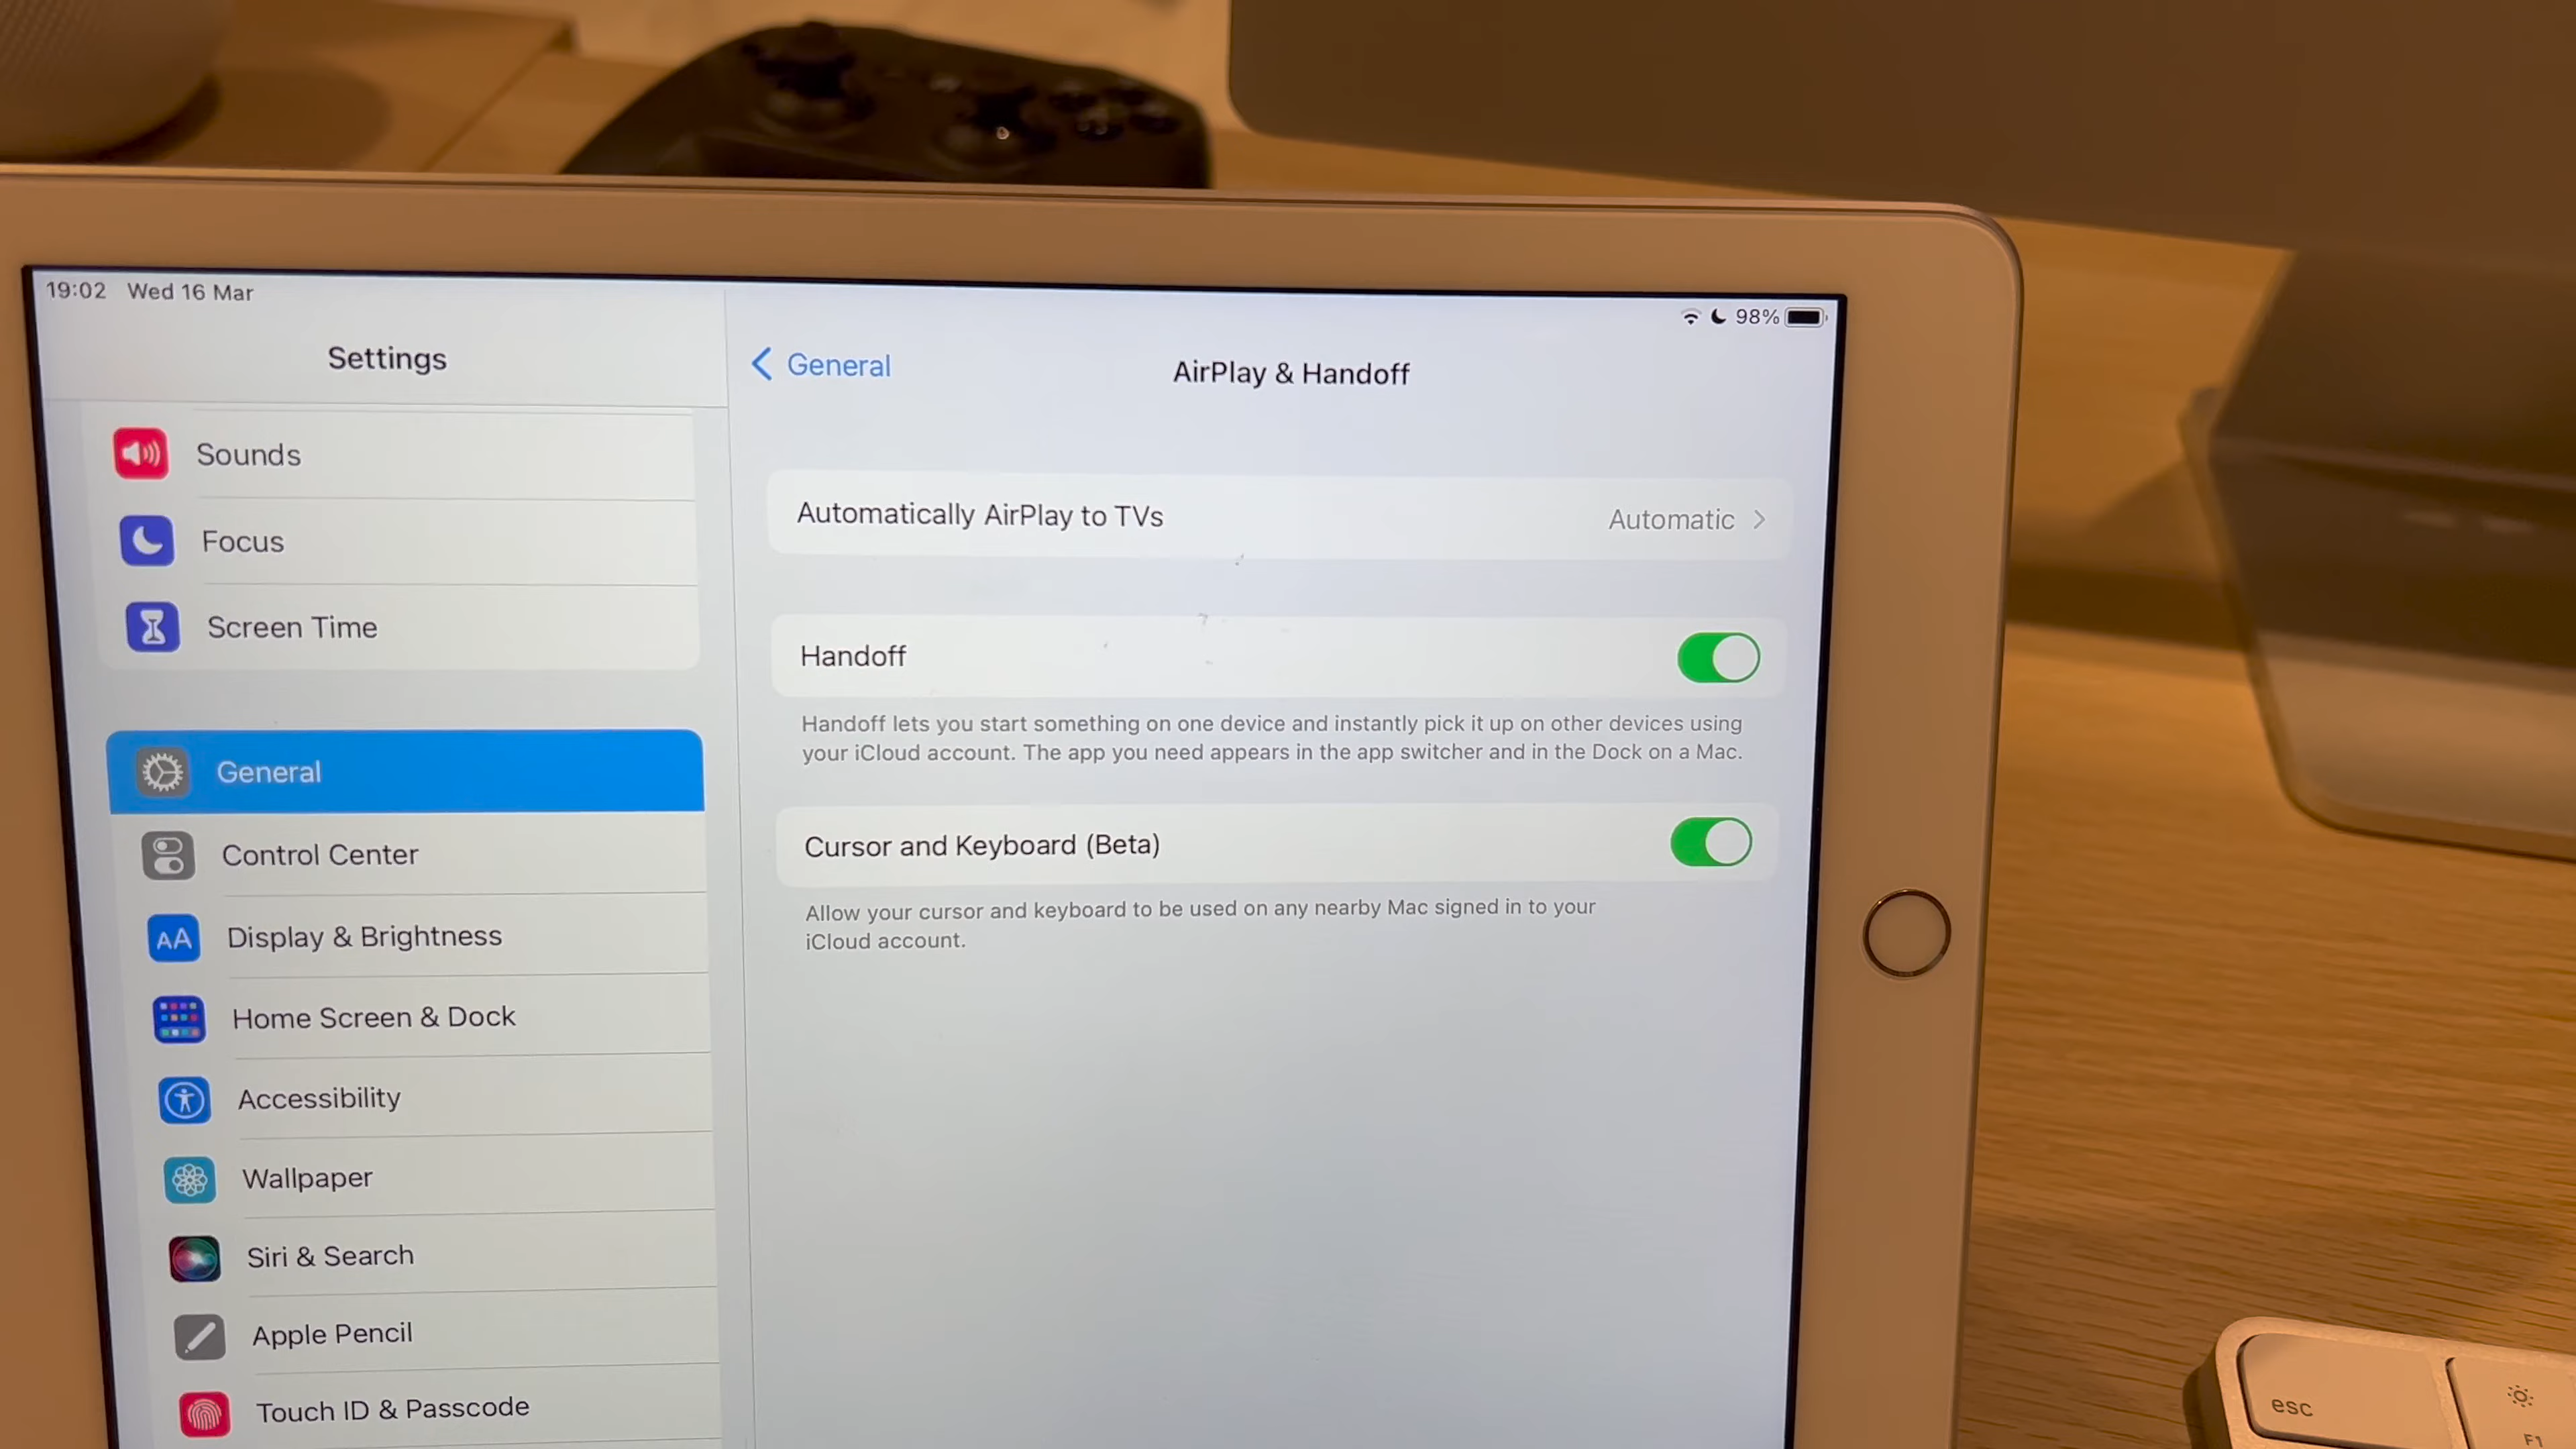 19:02 Wed 16 Mar
98%
Settings
Sounds
Focus
Screen Time
General
Control Center
AA
Display & Brightness
Home Screen & Dock
Accessibility
Wallpaper
Siri & Search
Apple Pencil
Touch ID & Passcode
General
AirPlay & Handoff
Automatically AirPlay to TVs Automatic
Handoff
Handoff lets you start something on one device and instantly pick it up on other devices using
your iCloud account. The app you need appears in the app switcher and in the Dock on a Mac.
Cursor and Keyboard (Beta)
Allow your cursor and keyboard to be used on any nearby Mac signed in to your
iCloud account.
esc
F1